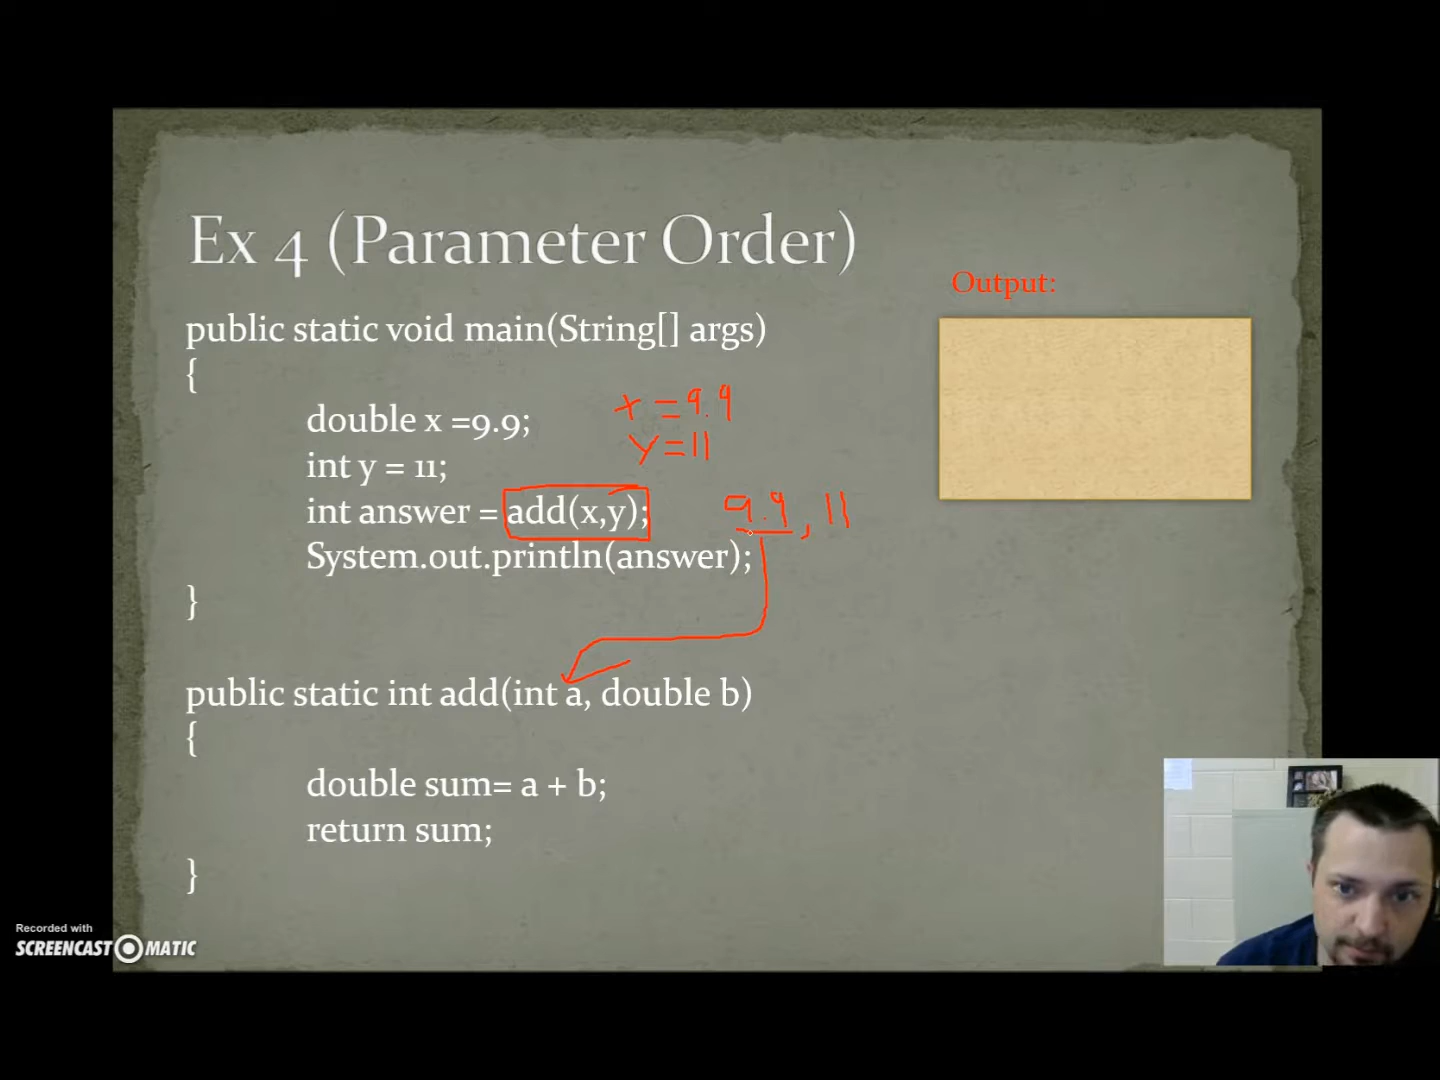 Ex 4 (Parameter Order)
Output:
public static void main(String[] args)
{
double x =9.9;
x = 9.9
int y = 11;
y = 11
int answer = add(x,y);
9.9, 11
System.out.println(answer);
}
public static int add(int a, double b)
{
double sum= a + b;
return sum;
}
Recorded with
SCREENCAST MATIC